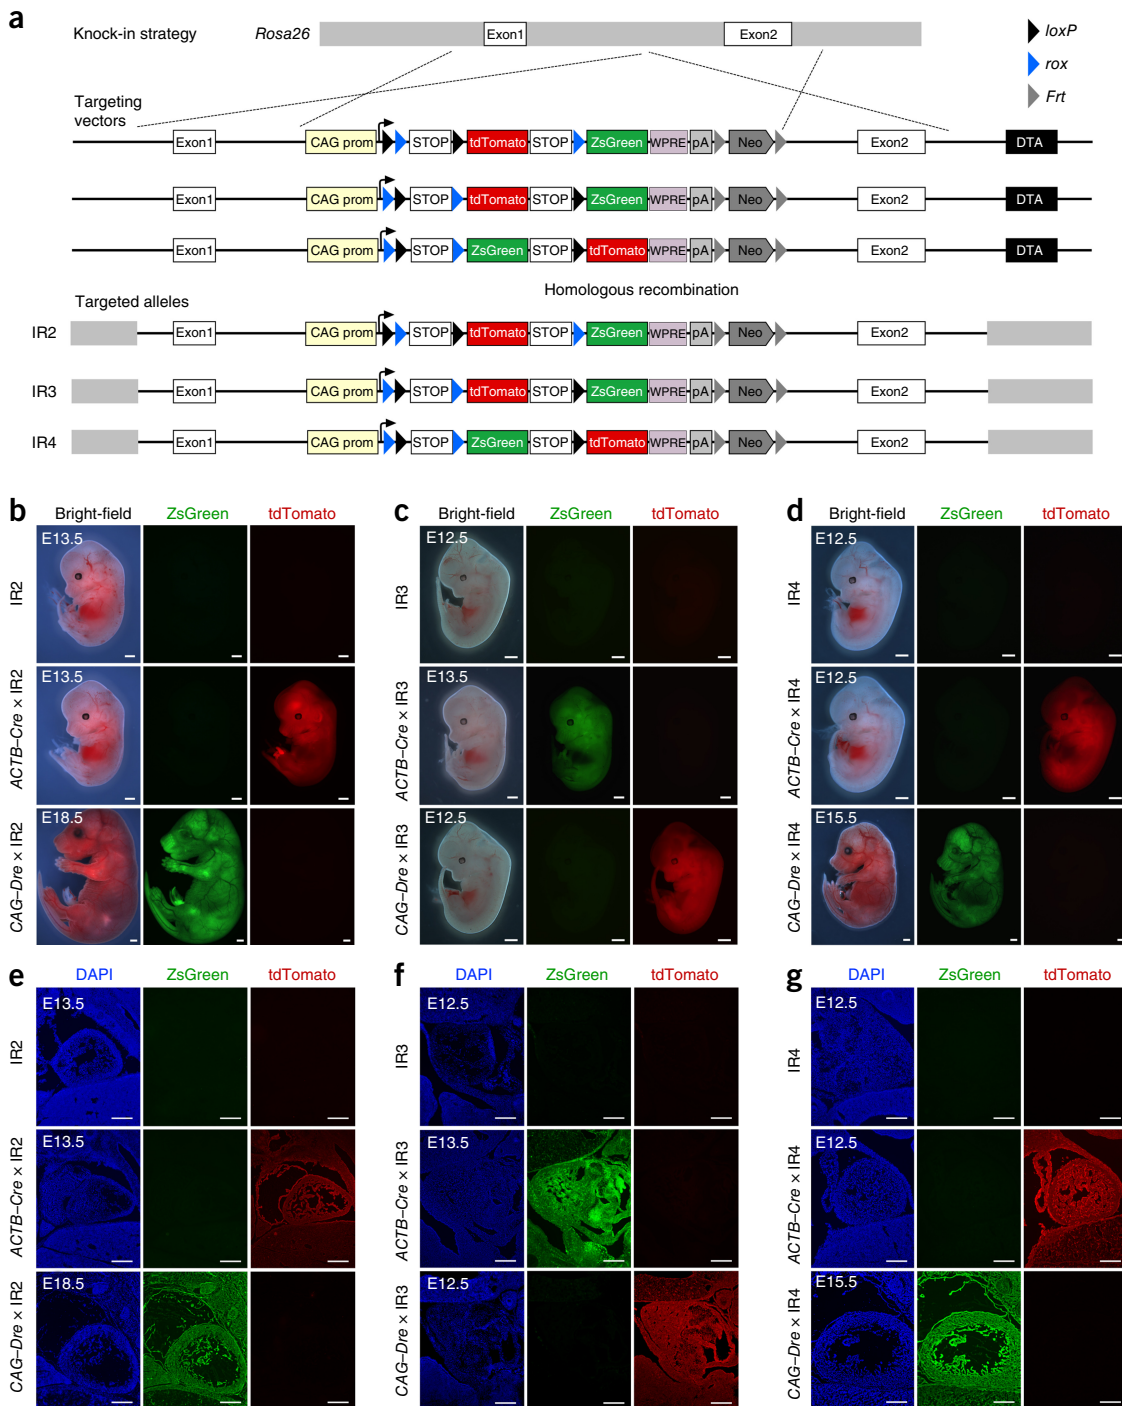 a
Knock-in strategy
Rosa26
Exon1
Exon2
loxP
rox
Frt
Targeting
vectors
Exon1 CAG prom STOP tdTomato STOP ZsGreen WPRE pA Neo Exon2 DTA
Exon1 CAG prom STOP tdTomato STOP ZsGreen WPRE pA Neo Exon2 DTA
Exon1 CAG prom STOP ZsGreen STOP tdTomato WPRE pA Neo Exon2 DTA
Homologous recombination
Targeted alleles
IR2 Exon1 CAG prom STOP tdTomato STOP ZsGreen WPRE pA Neo Exon2
IR3 Exon1 CAG prom STOP tdTomato STOP ZsGreen WPRE pA Neo Exon2
IR4 Exon1 CAG prom STOP ZsGreen STOP tdTomato WPRE pA Neo Exon2
b
Bright-field ZsGreen tdTomato
IR2
E13.5
ACTB–Cre × IR2
E13.5
CAG–Dre × IR2
E18.5
c
Bright-field ZsGreen tdTomato
IR3
E12.5
ACTB–Cre × IR3
E13.5
CAG–Dre × IR3
E12.5
d
Bright-field ZsGreen tdTomato
IR4
E12.5
ACTB–Cre × IR4
E12.5
CAG–Dre × IR4
E15.5
e
DAPI ZsGreen tdTomato
IR2
E13.5
ACTB–Cre × IR2
E13.5
CAG–Dre × IR2
E18.5
f
DAPI ZsGreen tdTomato
IR3
E12.5
ACTB–Cre × IR3
E13.5
CAG–Dre × IR3
E12.5
g
DAPI ZsGreen tdTomato
IR4
E12.5
ACTB–Cre × IR4
E12.5
CAG–Dre × IR4
E15.5